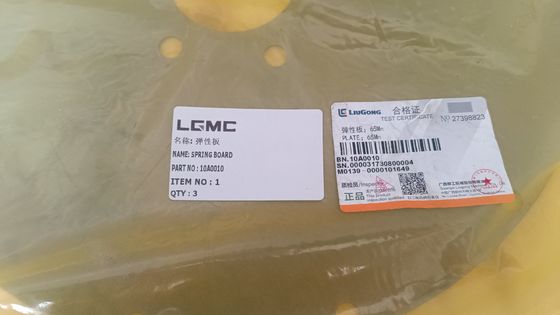 LGMC
名称: 弹性板
NAME: SPRING BOARD
PART NO : 10A0010
ITEM NO : 1
QTY : 3
LIUGONG
合格证
TEST CERTIFICATE
NO 27398823
弹性板; 65Mn
PLATE; 65Mn
BN.10A0010
SN.000031730800004
M0139 0000101649
质检员/Inspector
正品